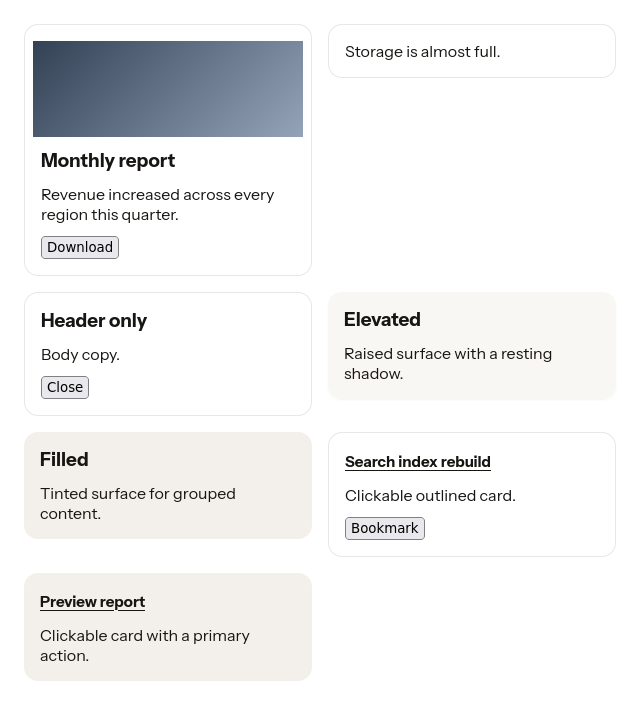 Monthly report
Revenue increased across every
region this quarter.
Download
Storage is almost full.
Header only
Body copy.
Close
Elevated
Raised surface with a resting
shadow.
Filled
Tinted surface for grouped
content.
Search index rebuild
Clickable outlined card.
Bookmark
Preview report
Clickable card with a primary
action.